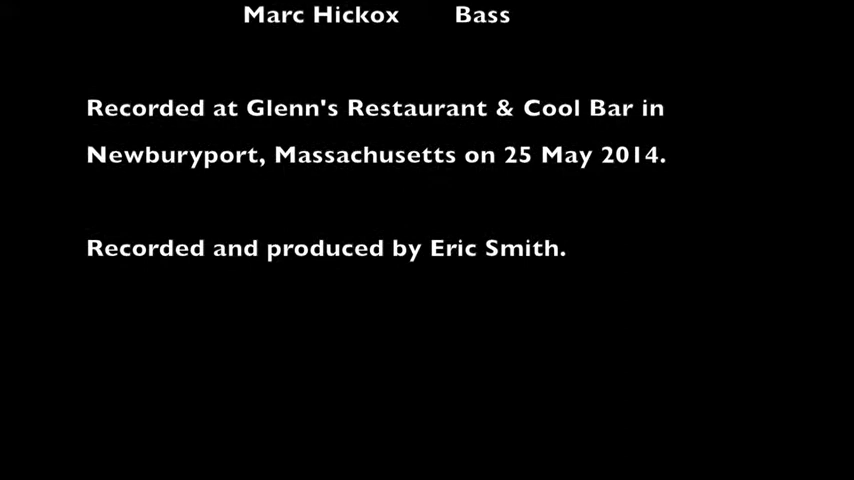 Marc Hickox Bass
Recorded at Glenn's Restaurant & Cool Bar in
Newburyport, Massachusetts on 25 May 2014.
Recorded and produced by Eric Smith.